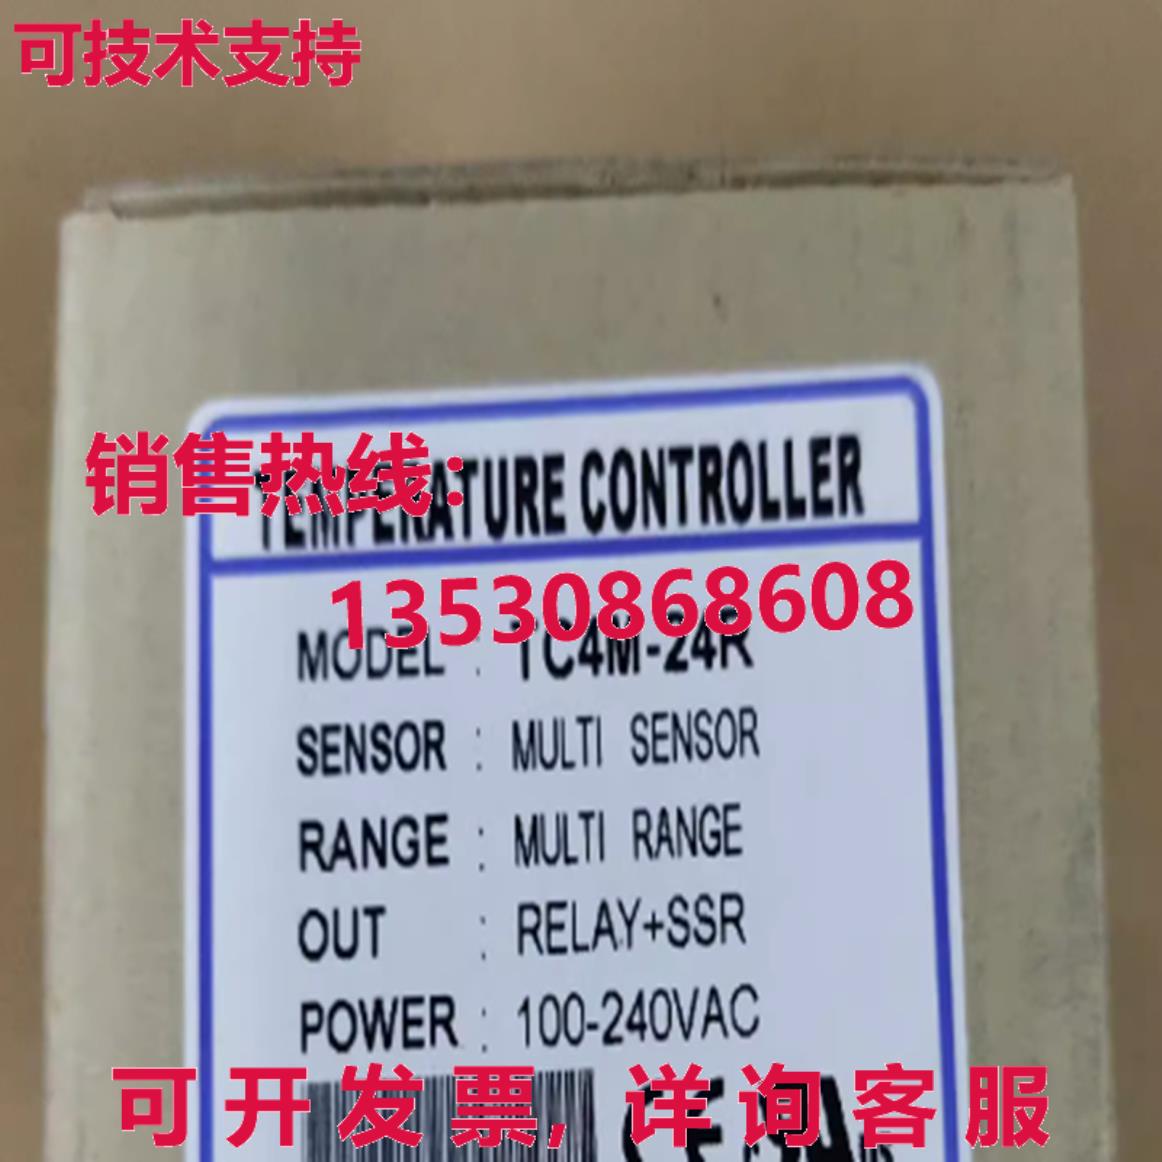 可技术支持
销售热线:
TEMPERATURE CONTROLLER
13530868608
MODEL : TC4M-24R
SENSOR : MULTI SENSOR
RANGE : MULTI RANGE
OUT : RELAY+SSR
POWER : 100-240VAC
可开发票,详询客服
CE